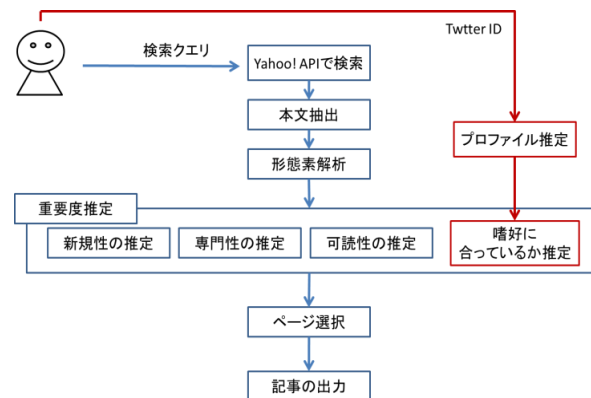 Twtter ID
検索クエリ
Yahoo! APIで検索
本文抽出
プロファイル推定
形態素解析
重要度推定
新規性の推定
専門性の推定
可読性の推定
嗜好に
合っているか推定
ページ選択
記事の出力